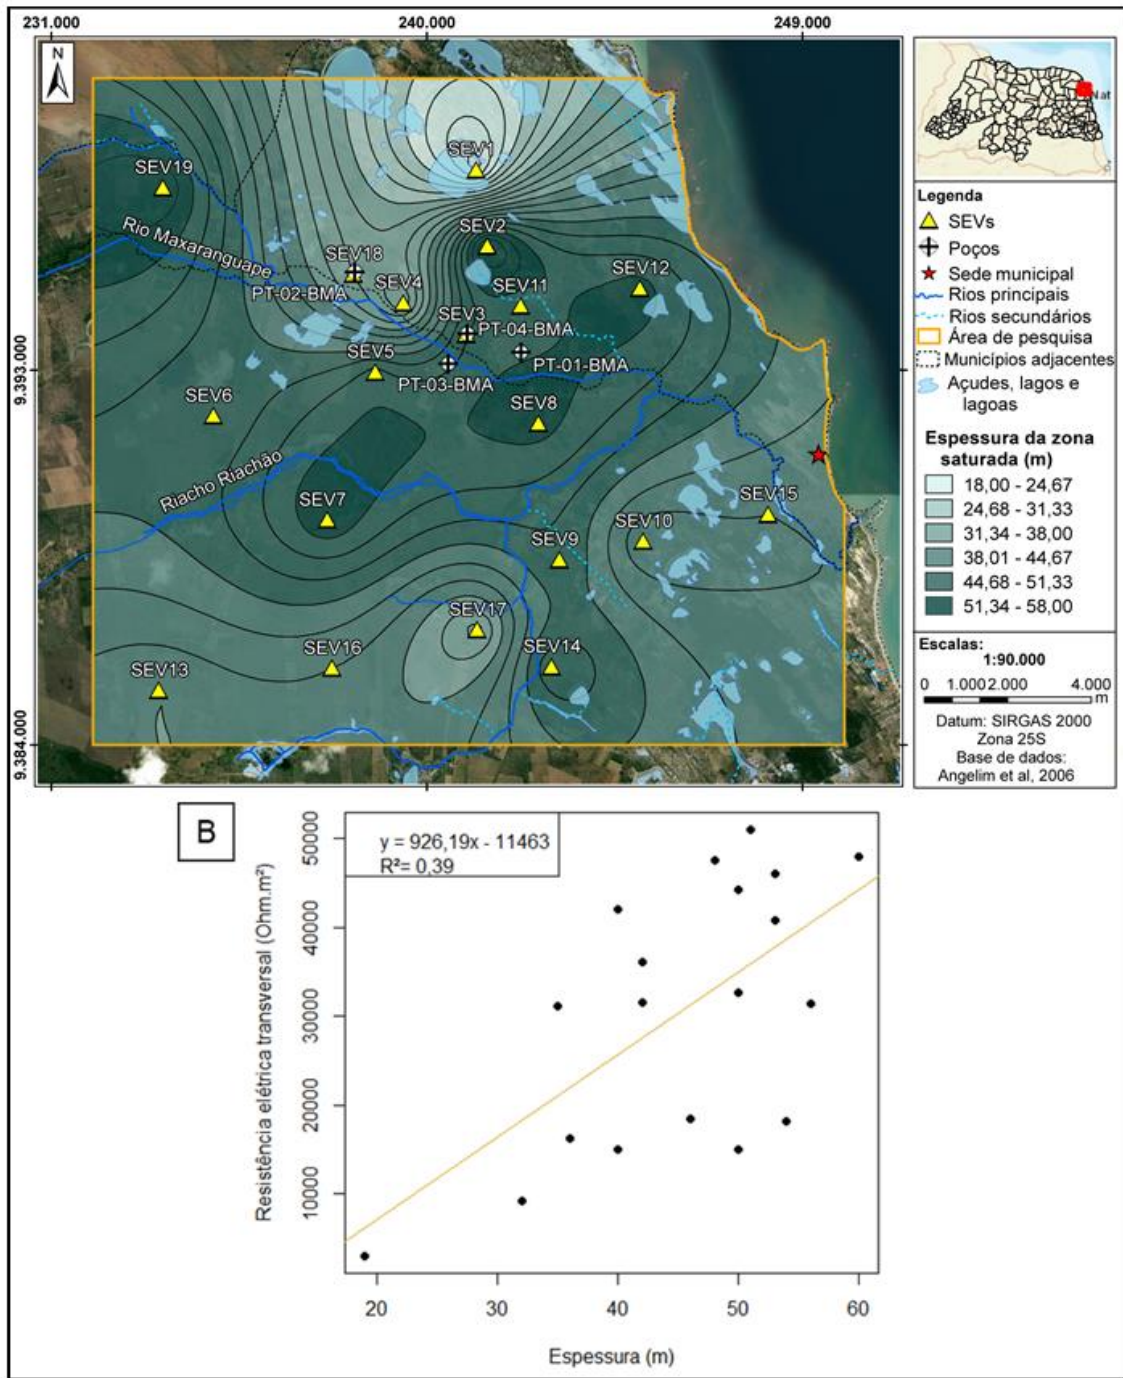 231.000 240.000 249.000
N
SEV1
SEV19
SEV2
Rio Maxaranguape
SEV18
SEV12
SEV4
PT-02-BMA
SEV11
SEV3
PT-04-BMA
9.393.000
SEV5
PT-01-BMA
PT-03-BMA
SEV6
SEV8
Riacho Riachão
SEV7
SEV15
SEV10
SEV9
SEV17
SEV16
SEV14
SEV13
9.384.000
Nat
Legenda
SEVs
Poços
Sede municipal
Rios principais
Rios secundários
Área de pesquisa
Municípios adjacentes
Açudes, lagos e
lagoas
Espessura da zona
saturada (m)
18,00 - 24,67
24,68 - 31,33
31,34 - 38,00
38,01 - 44,67
44,68 - 51,33
51,34 - 58,00
Escalas:
1:90.000
0 1.000 2.000 4.000
m
Datum: SIRGAS 2000
Zona 25S
Base de dados:
Angelim et al, 2006
B
y = 926,19x - 11463
R²= 0,39
Resistência elétrica transversal (Ohm.m²)
50000
40000
30000
20000
10000
20 30 40 50 60
Espessura (m)